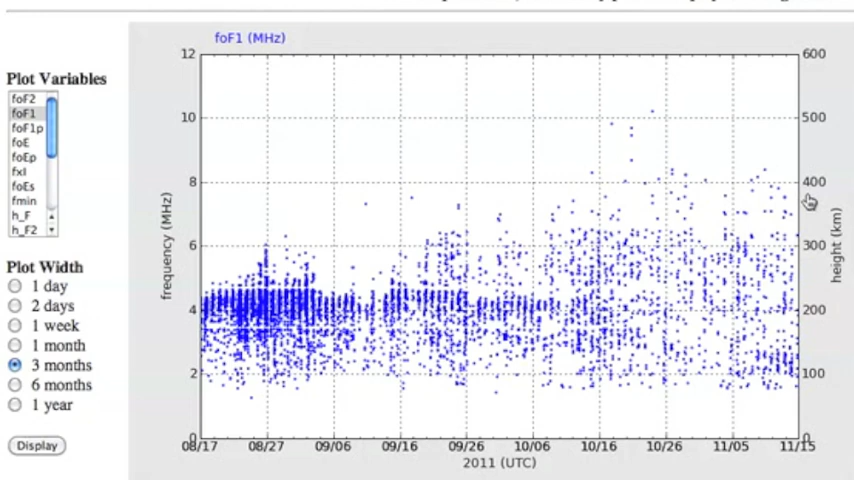 foF1 (MHz)
Plot Variables
foF2
foF1
foF1p
foE
foEp
fxI
foEs
fmin
h_F
h_F2
Plot Width
1 day
2 days
1 week
1 month
3 months
6 months
1 year
Display
frequency (MHz)
12
10
8
6
4
2
0
600
500
400
300
200
100
0
height (km)
08/17 08/27 09/06 09/16 09/26 10/06 10/16 10/26 11/05 11/15
2011 (UTC)